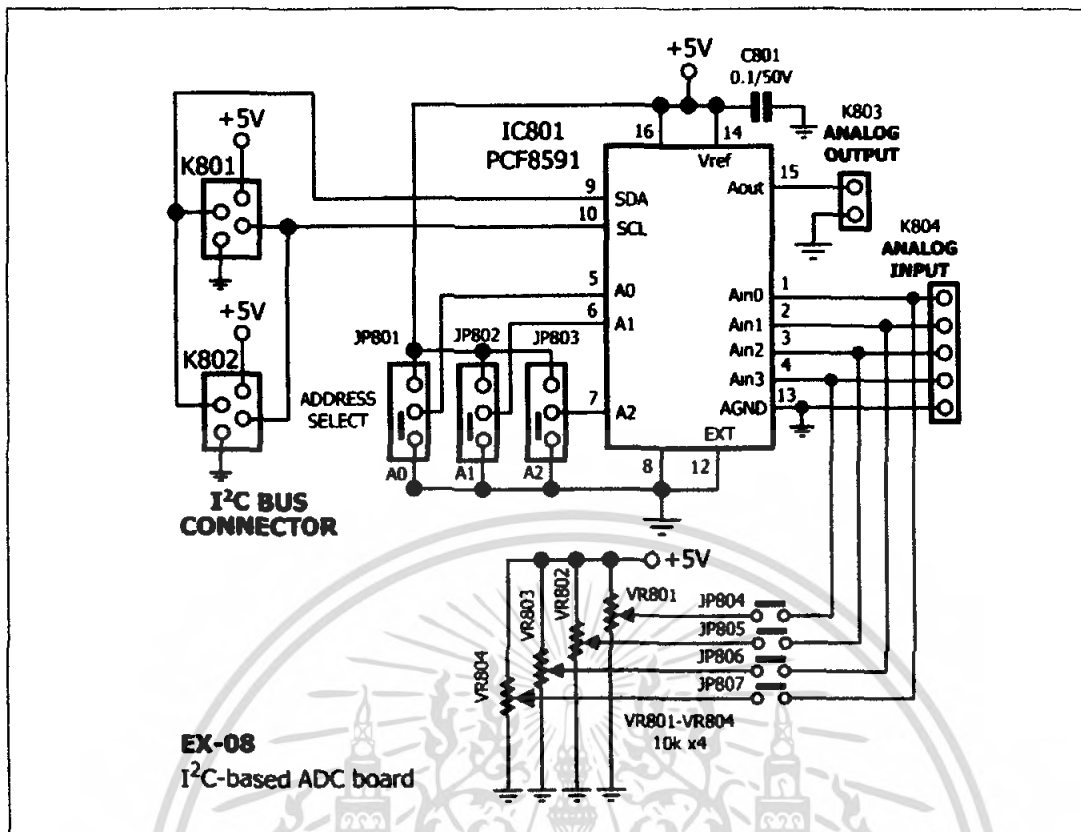 +5V
C801
0.1/50V
+5V
K801
IC801
PCF8591
16
14
Vref
K803
ANALOG
OUTPUT
9
SDA
15
Aout
10
SCL
K804
ANALOG
INPUT
5
A0
1
Ain0
6
A1
2
Ain1
3
Ain2
4
Ain3
13
AGND
7
A2
EXT
8
12
+5V
K802
JP801
JP802
JP803
ADDRESS
SELECT
A0
A1
A2
I²C BUS
CONNECTOR
+5V
VR801
VR802
VR803
VR804
JP804
JP805
JP806
JP807
VR801-VR804
10k x4
EX-08
I²C-based ADC board